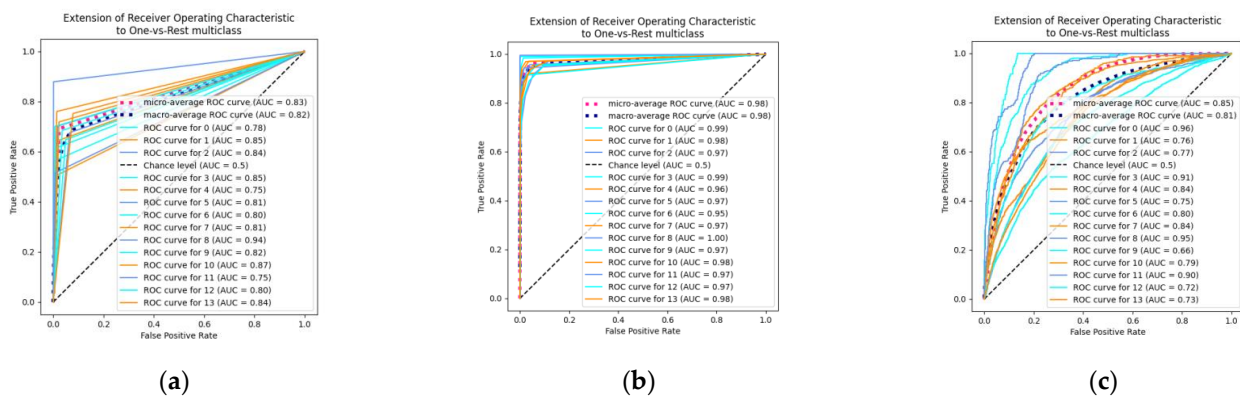 Extension of Receiver Operating Characteristic
to One-vs-Rest multiclass
True Positive Rate
1.0
0.8
0.6
0.4
0.2
0.0
micro-average ROC curve (AUC = 0.83)
macro-average ROC curve (AUC = 0.82)
ROC curve for 0 (AUC = 0.78)
ROC curve for 1 (AUC = 0.85)
ROC curve for 2 (AUC = 0.84)
Chance level (AUC = 0.5)
ROC curve for 3 (AUC = 0.85)
ROC curve for 4 (AUC = 0.75)
ROC curve for 5 (AUC = 0.81)
ROC curve for 6 (AUC = 0.80)
ROC curve for 7 (AUC = 0.81)
ROC curve for 8 (AUC = 0.94)
ROC curve for 9 (AUC = 0.82)
ROC curve for 10 (AUC = 0.87)
ROC curve for 11 (AUC = 0.75)
ROC curve for 12 (AUC = 0.80)
ROC curve for 13 (AUC = 0.84)
0.0 0.2 0.4 0.6 0.8 1.0
False Positive Rate
(a)
Extension of Receiver Operating Characteristic
to One-vs-Rest multiclass
True Positive Rate
1.0
0.8
0.6
0.4
0.2
0.0
micro-average ROC curve (AUC = 0.98)
macro-average ROC curve (AUC = 0.98)
ROC curve for 0 (AUC = 0.99)
ROC curve for 1 (AUC = 0.98)
ROC curve for 2 (AUC = 0.97)
Chance level (AUC = 0.5)
ROC curve for 3 (AUC = 0.99)
ROC curve for 4 (AUC = 0.96)
ROC curve for 5 (AUC = 0.97)
ROC curve for 6 (AUC = 0.95)
ROC curve for 7 (AUC = 0.97)
ROC curve for 8 (AUC = 1.00)
ROC curve for 9 (AUC = 0.97)
ROC curve for 10 (AUC = 0.98)
ROC curve for 11 (AUC = 0.97)
ROC curve for 12 (AUC = 0.97)
ROC curve for 13 (AUC = 0.98)
0.0 0.2 0.4 0.6 0.8 1.0
False Positive Rate
(b)
Extension of Receiver Operating Characteristic
to One-vs-Rest multiclass
True Positive Rate
1.0
0.8
0.6
0.4
0.2
0.0
micro-average ROC curve (AUC = 0.85)
macro-average ROC curve (AUC = 0.81)
ROC curve for 0 (AUC = 0.96)
ROC curve for 1 (AUC = 0.76)
ROC curve for 2 (AUC = 0.77)
Chance level (AUC = 0.5)
ROC curve for 3 (AUC = 0.91)
ROC curve for 4 (AUC = 0.84)
ROC curve for 5 (AUC = 0.75)
ROC curve for 6 (AUC = 0.80)
ROC curve for 7 (AUC = 0.84)
ROC curve for 8 (AUC = 0.95)
ROC curve for 9 (AUC = 0.66)
ROC curve for 10 (AUC = 0.79)
ROC curve for 11 (AUC = 0.90)
ROC curve for 12 (AUC = 0.72)
ROC curve for 13 (AUC = 0.73)
0.0 0.2 0.4 0.6 0.8 1.0
False Positive Rate
(c)